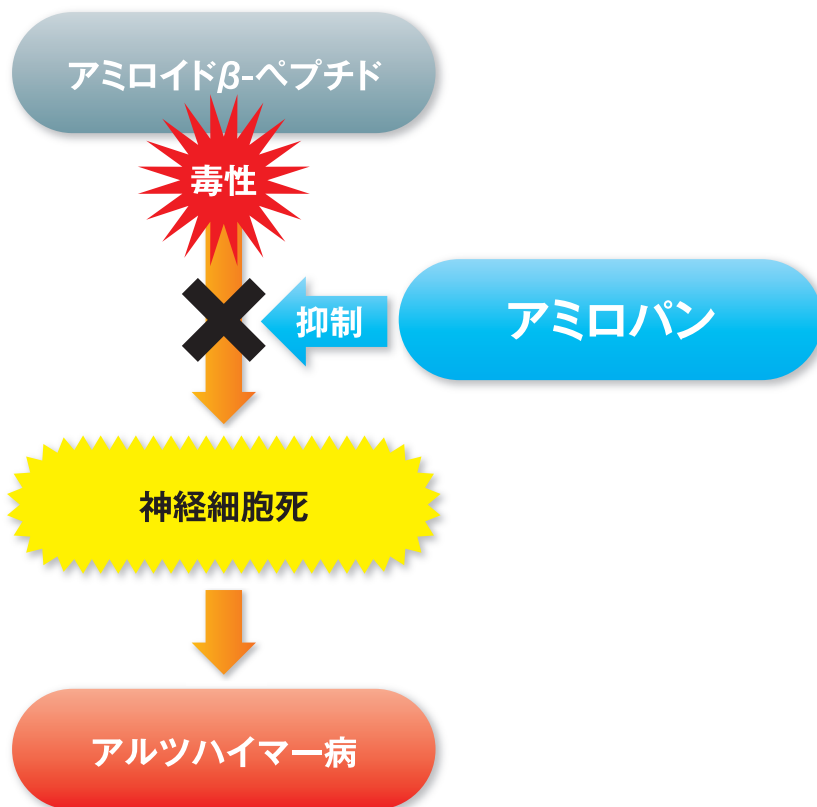 アミロイドβ-ペプチド
毒性
抑制
アミロパン
神経細胞死
アルツハイマー病